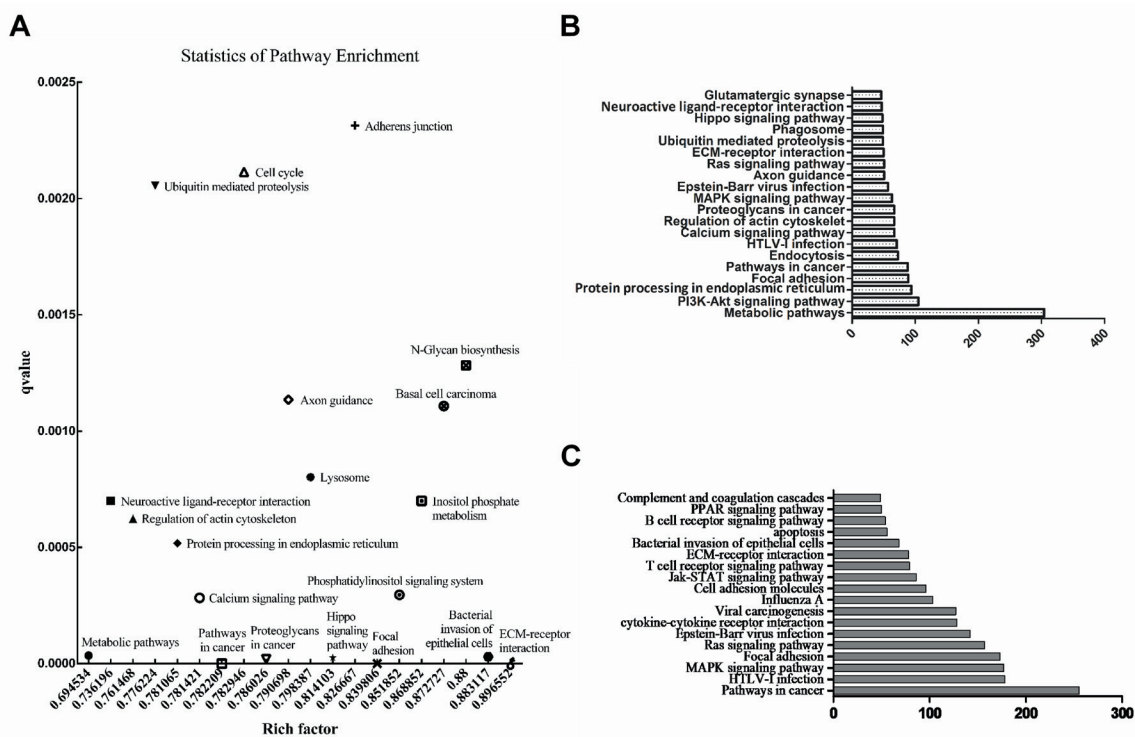 A
Statistics of Pathway Enrichment
0.0025
0.0020
0.0015
0.0010
0.0005
0.0000
qvalue
Adherens junction
Cell cycle
Ubiquitin mediated proteolysis
N-Glycan biosynthesis
Basal cell carcinoma
Axon guidance
Lysosome
Neuroactive ligand-receptor interaction
Inositol phosphate
metabolism
Regulation of actin cytoskeleton
Protein processing in endoplasmic reticulum
Phosphatidylinositol signaling system
Calcium signaling pathway
Metabolic pathways
Pathways
in cancer
Proteoglycans
in cancer
Hippo
signaling
pathway
Focal
adhesion
Bacterial
invasion of
epithelial cells
ECM-receptor
interaction
0.694534
0.736196
0.761468
0.776224
0.781065
0.781421
0.782209
0.782946
0.786026
0.790698
0.798387
0.814103
0.826667
0.839806
0.851852
0.868852
0.872727
0.88
0.883117
0.896552
Rich factor
B
Glutamatergic synapse
Neuroactive ligand-receptor interaction
Hippo signaling pathway
Phagosome
Ubiquitin mediated proteolysis
ECM-receptor interaction
Ras signaling pathway
Axon guidance
Epstein-Barr virus infection
MAPK signaling pathway
Proteoglycans in cancer
Regulation of actin cytoskelet
Calcium signaling pathway
HTLV-I infection
Endocytosis
Pathways in cancer
Focal adhesion
Protein processing in endoplasmic reticulum
PI3K-Akt signaling pathway
Metabolic pathways
0
100
200
300
400
C
Complement and coagulation cascades
PPAR signaling pathway
B cell receptor signaling pathway
apoptosis
Bacterial invasion of epithelial cells
ECM-receptor interaction
T cell receptor signaling pathway
Jak-STAT signaling pathway
Cell adhesion molecules
Influenza A
Viral carcinogenesis
cytokine-cytokine receptor interaction
Epstein-Barr virus infection
Ras signaling pathway
Focal adhesion
MAPK signaling pathway
HTLV-I infection
Pathways in cancer
0
100
200
300